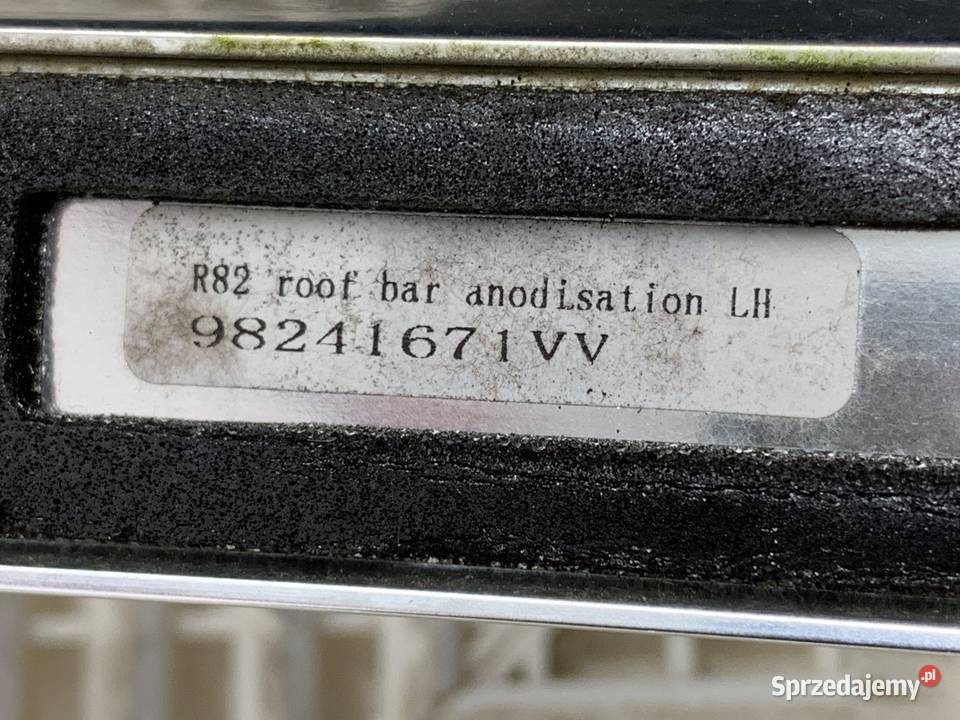 R82 roof bar anodisation LH
98241671VV
Sprzedajemy.pl